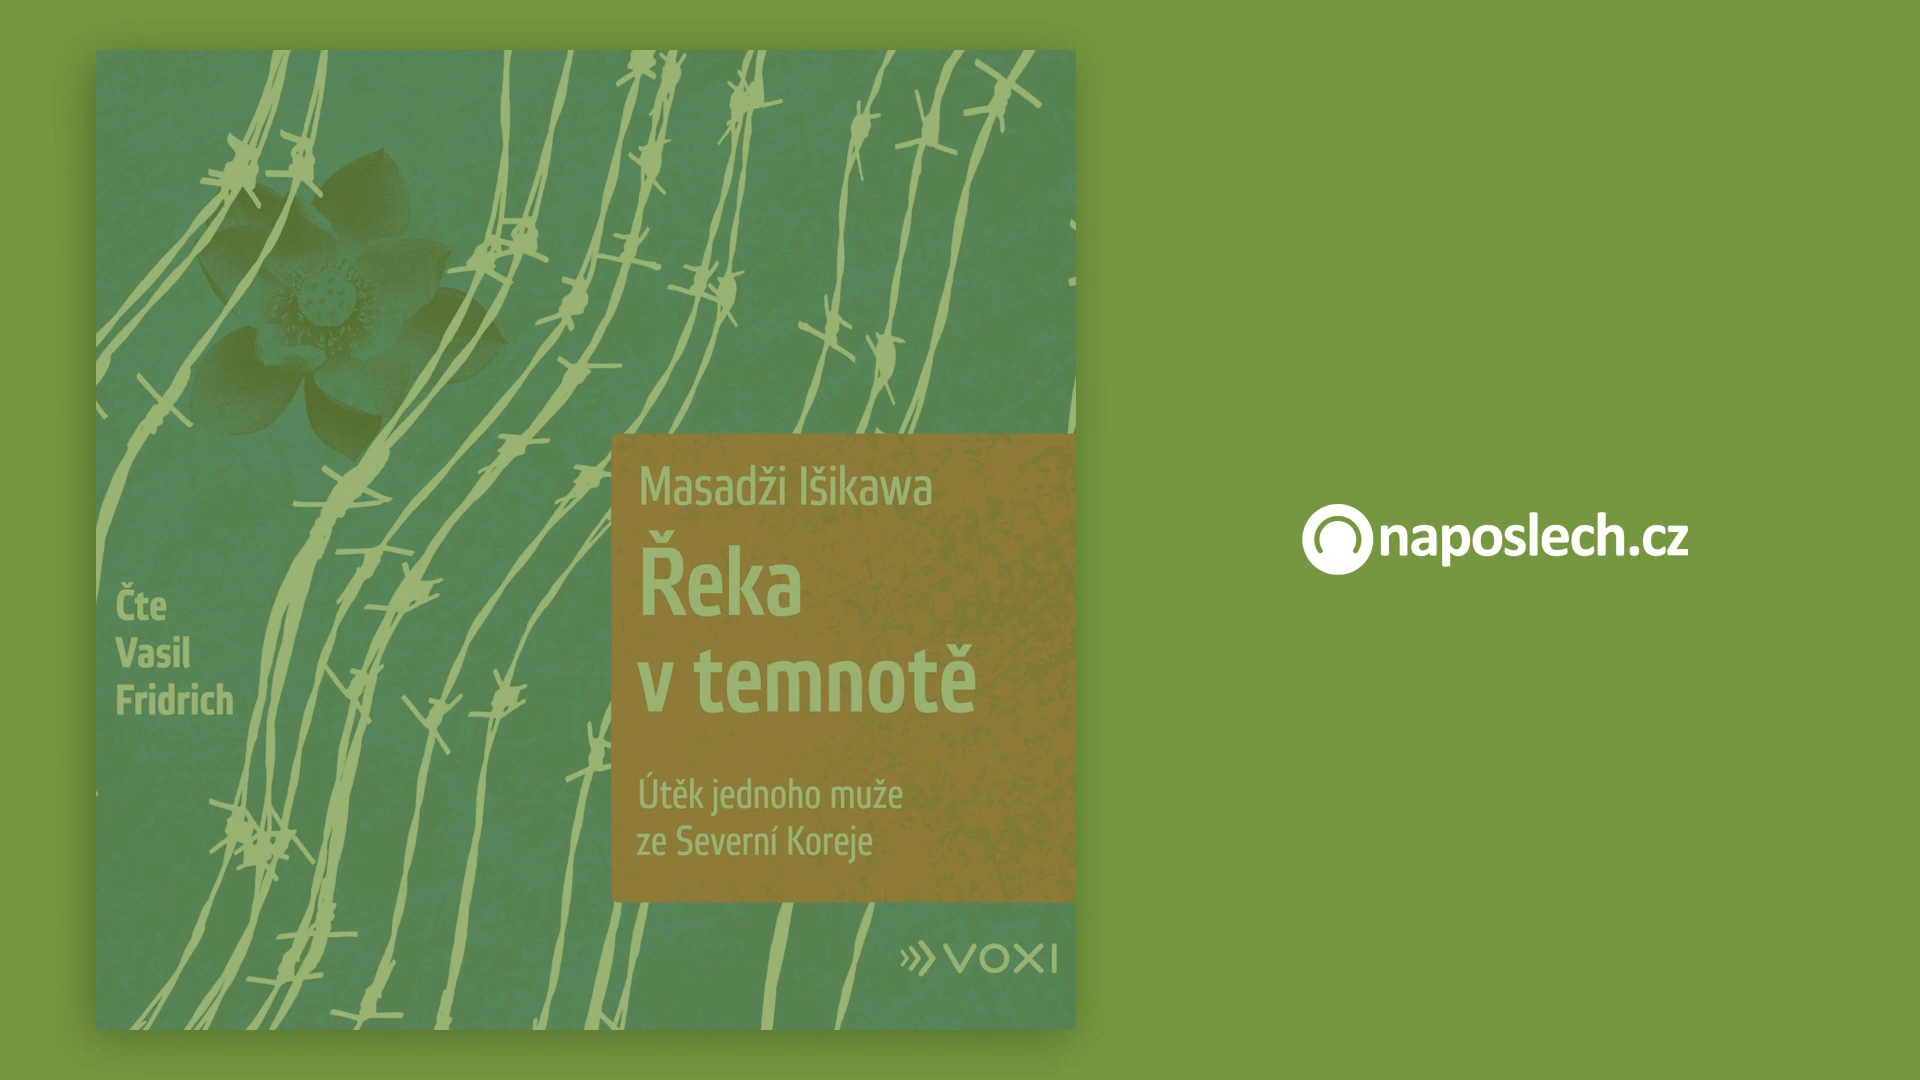 Masadži Išikawa
Řeka
v temnotě
Útěk jednoho muže
ze Severní Koreje
Čte
Vasil
Fridrich
VOXI
naposlech.cz